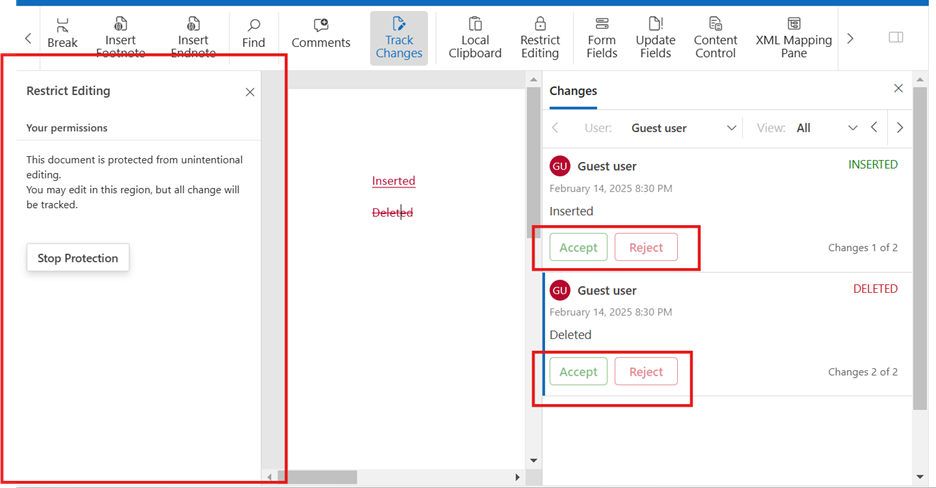 Break
Insert
Footnote
Insert
Endnote
Find
Comments
Track
Changes
Local
Clipboard
Restrict
Editing
Form
Fields
Update
Fields
Content
Control
XML Mapping
Pane
Restrict Editing
Your permissions
This document is protected from unintentional
editing.
You may edit in this region, but all change will
be tracked.
Stop Protection
Inserted
Deleted
Changes
User: Guest user View: All
GU Guest user INSERTED
February 14, 2025 8:30 PM
Inserted
Accept Reject Changes 1 of 2
GU Guest user DELETED
February 14, 2025 8:30 PM
Deleted
Accept Reject Changes 2 of 2